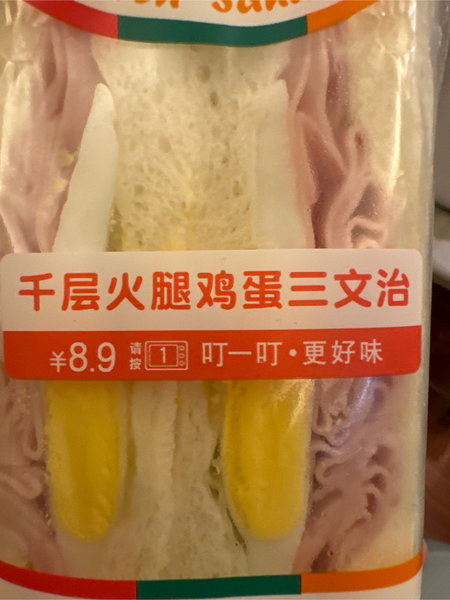 千层火腿鸡蛋三文治
¥8.9 请按 1 叮一叮·更好味